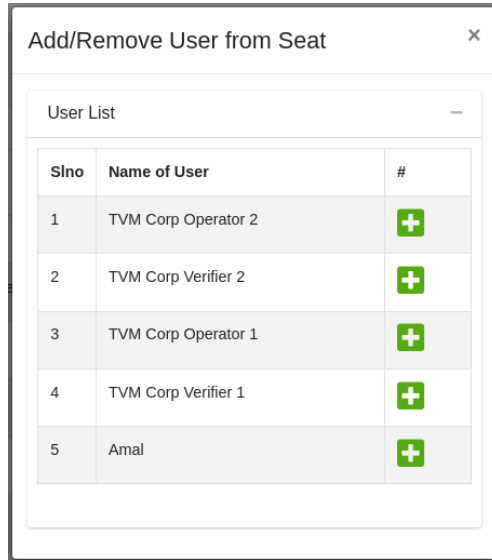 Add/Remove User from Seat ×
User List −
Slno Name of User #
1 TVM Corp Operator 2
2 TVM Corp Verifier 2
3 TVM Corp Operator 1
4 TVM Corp Verifier 1
5 Amal